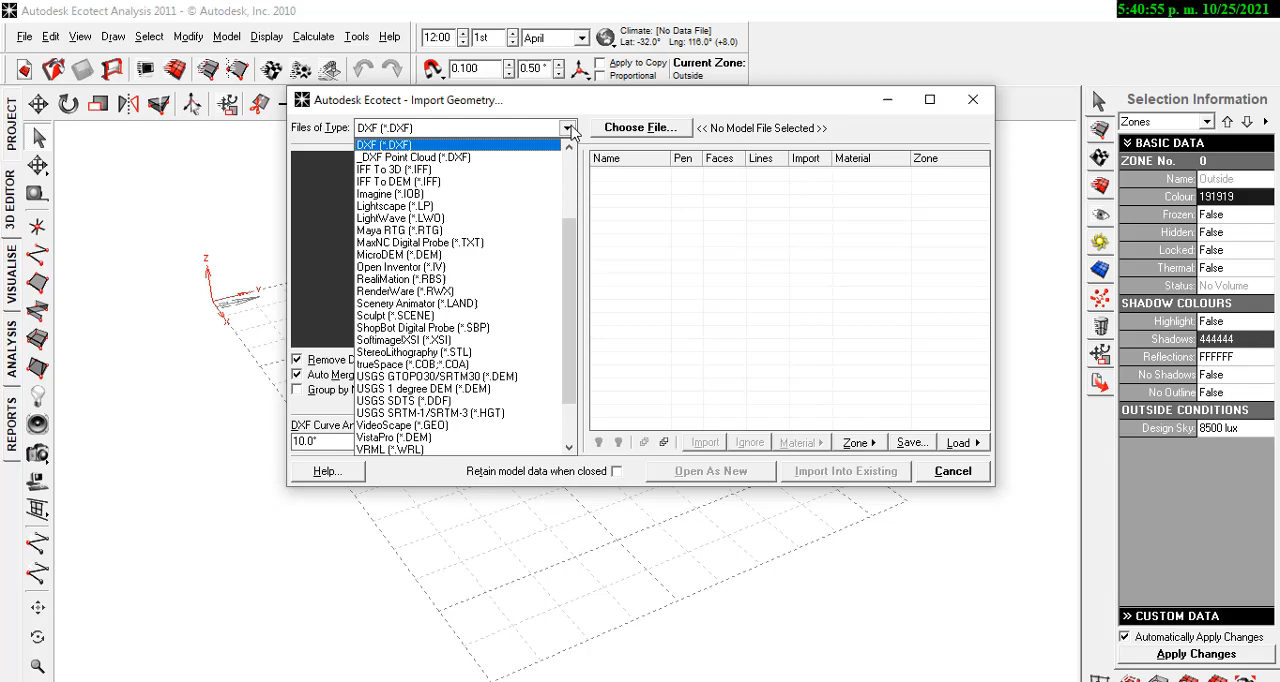 Autodesk Ecotect Analysis 2011 - © Autodesk, Inc. 2010
5:40:55 p. m. 10/25/2021
File Edit View Draw Select Modify Model Display Calculate Tools Help
12:00 1st April
Climate: [No Data File]
Lat: -32.0° Lng: 116.0° (+8.0)
0.100 0.50 °
Apply to Copy
Proportional
Current Zone:
Outside
PROJECT
3D EDITOR
VISUALISE
ANALYSIS
REPORTS
Z
Y
X
Autodesk Ecotect - Import Geometry...
Files of Type: DXF (*.DXF)
Choose File... << No Model File Selected >>
DXF (*.DXF)
_DXF Point Cloud (*.DXF)
IFF To 3D (*.IFF)
IFF To DEM (*.IFF)
Imagine (*.IOB)
Lightscape (*.LP)
LightWave (*.LWO)
Maya RTG (*.RTG)
MaxNC Digital Probe (*.TXT)
MicroDEM (*.DEM)
Open Inventor (*.IV)
RealiMation (*.RBS)
RenderWare (*.RWX)
Scenery Animator (*.LAND)
Sculpt (*.SCENE)
ShopBot Digital Probe (*.SBP)
Softimage|XSI (*.XSI)
StereoLithography (*.STL)
trueSpace (*.COB;*.COA)
USGS GTOPO30/SRTM30 (*.DEM)
USGS 1 degree DEM (*.DEM)
USGS SDTS (*.DDF)
USGS SRTM-1/SRTM-3 (*.HGT)
VideoScape (*.GEO)
VistaPro (*.DEM)
VRML (*.WRL)
Remove D
Auto Merg
Group by
DXF Curve An
10.0°
Name Pen Faces Lines Import Material Zone
Import Ignore Material Zone Save... Load
Help... Retain model data when closed Open As New Import Into Existing Cancel
Selection Information
Zones
BASIC DATA
ZONE No. 0
Name: Outside
Colour: 191919
Frozen: False
Hidden: False
Locked: False
Thermal: False
Status: No Volume
SHADOW COLOURS
Highlight: False
Shadows: 444444
Reflections: FFFFFF
No Shadows: False
No Outline: False
OUTSIDE CONDITIONS
Design Sky: 8500 lux
CUSTOM DATA
Automatically Apply Changes
Apply Changes